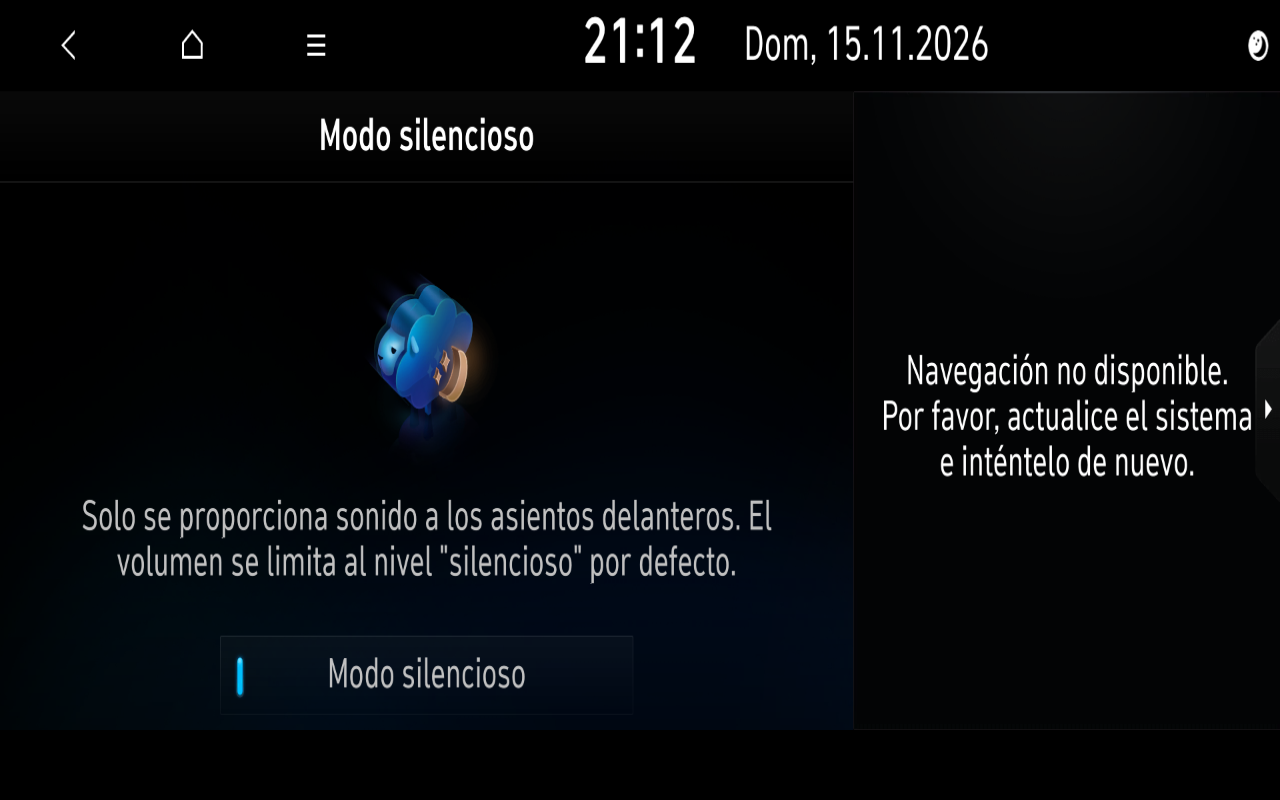 21:12 Dom, 15.11.2026
Modo silencioso
Solo se proporciona sonido a los asientos delanteros. El
volumen se limita al nivel "silencioso" por defecto.
Modo silencioso
Navegación no disponible.
Por favor, actualice el sistema
e inténtelo de nuevo.